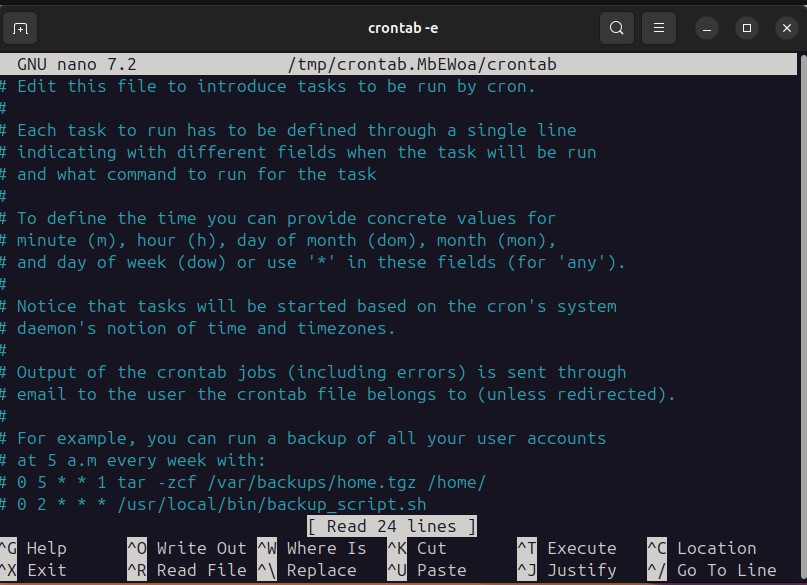 crontab -e
GNU nano 7.2 /tmp/crontab.MbEWoa/crontab
# Edit this file to introduce tasks to be run by cron.
#
# Each task to run has to be defined through a single line
# indicating with different fields when the task will be run
# and what command to run for the task
#
# To define the time you can provide concrete values for
# minute (m), hour (h), day of month (dom), month (mon),
# and day of week (dow) or use '*' in these fields (for 'any').
#
# Notice that tasks will be started based on the cron's system
# daemon's notion of time and timezones.
#
# Output of the crontab jobs (including errors) is sent through
# email to the user the crontab file belongs to (unless redirected).
#
# For example, you can run a backup of all your user accounts
# at 5 a.m every week with:
# 0 5 * * 1 tar -zcf /var/backups/home.tgz /home/
# 0 2 * * * /usr/local/bin/backup_script.sh
[ Read 24 lines ]
^G Help ^O Write Out ^W Where Is ^K Cut ^T Execute ^C Location
^X Exit ^R Read File ^\ Replace ^U Paste ^J Justify ^/ Go To Line